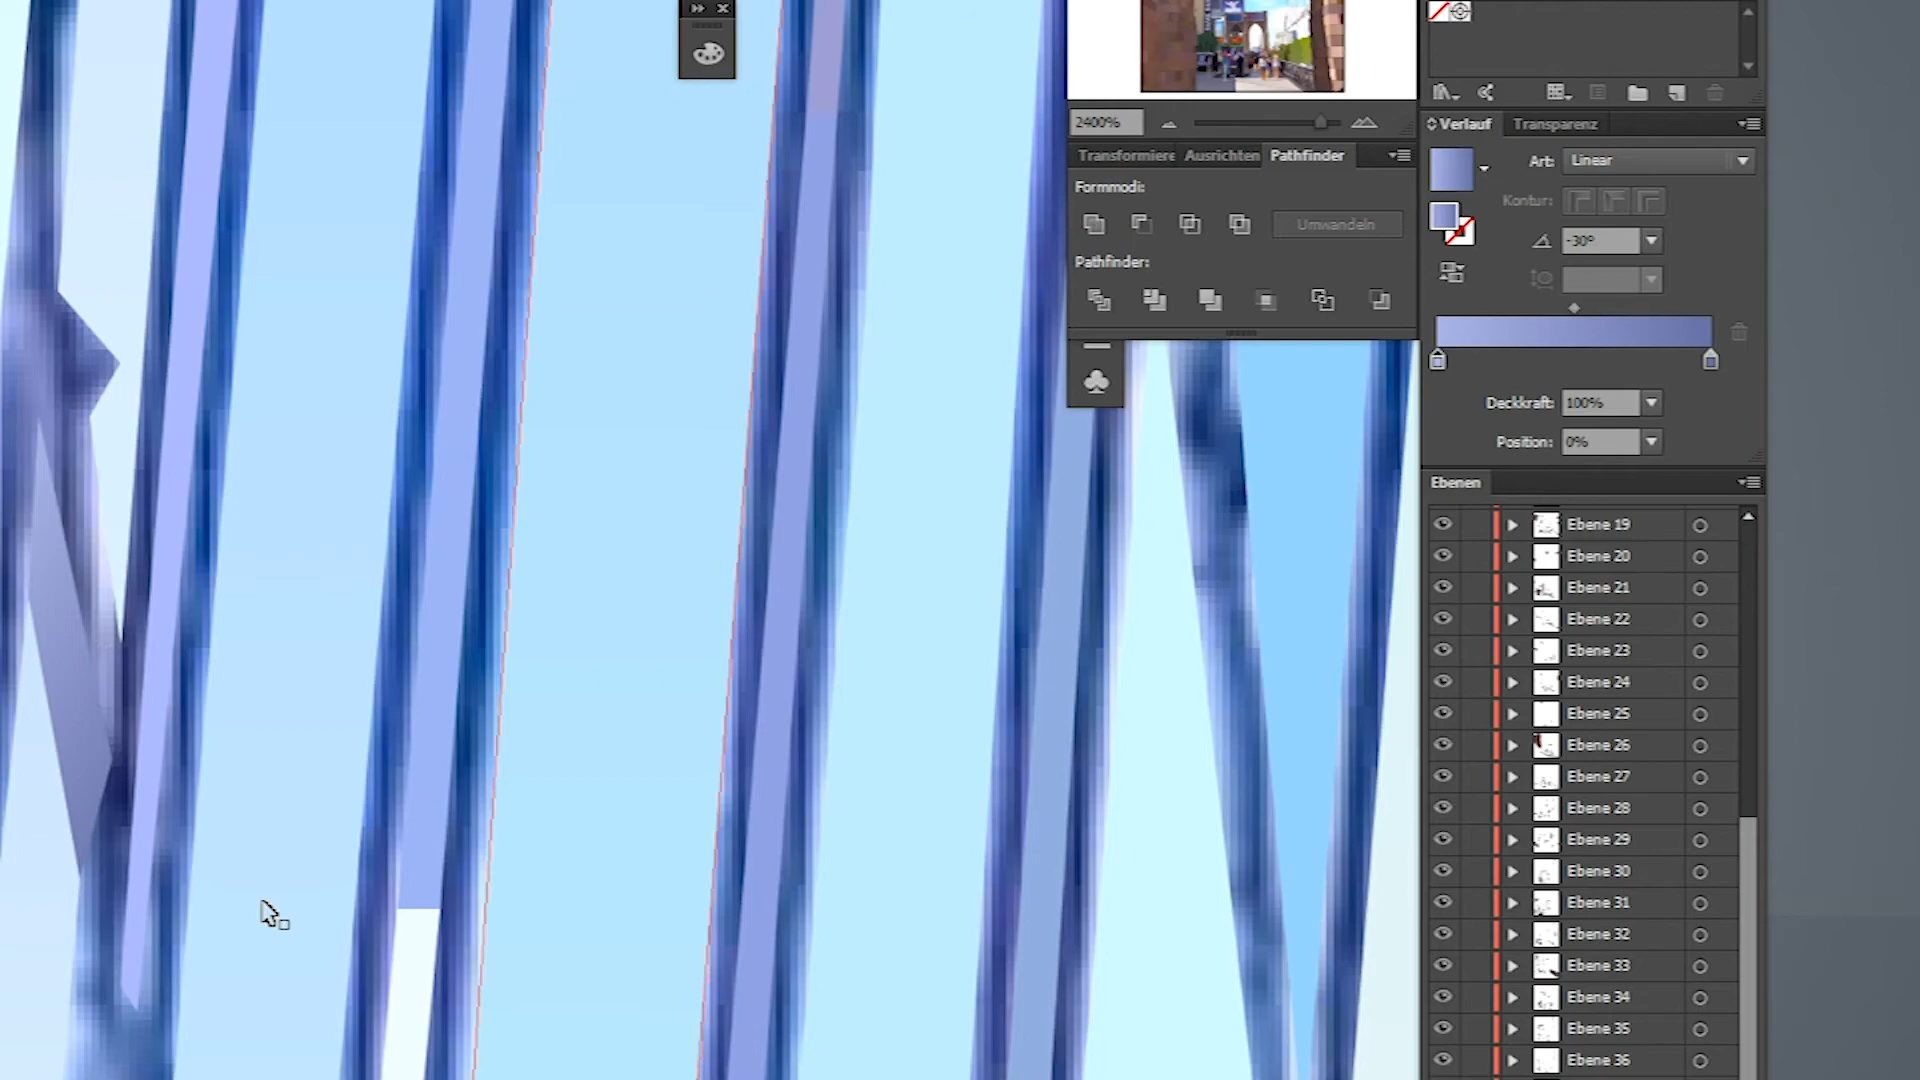 2400%
Transformiere Ausrichten Pathfinder
Formmodi:
Umwandeln
Pathfinder:
Verlauf Transparenz
Art: Linear
Kontur:
-30°
Deckkraft: 100%
Position: 0%
Ebenen
Ebene 19
Ebene 20
Ebene 21
Ebene 22
Ebene 23
Ebene 24
Ebene 25
Ebene 26
Ebene 27
Ebene 28
Ebene 29
Ebene 30
Ebene 31
Ebene 32
Ebene 33
Ebene 34
Ebene 35
Ebene 36